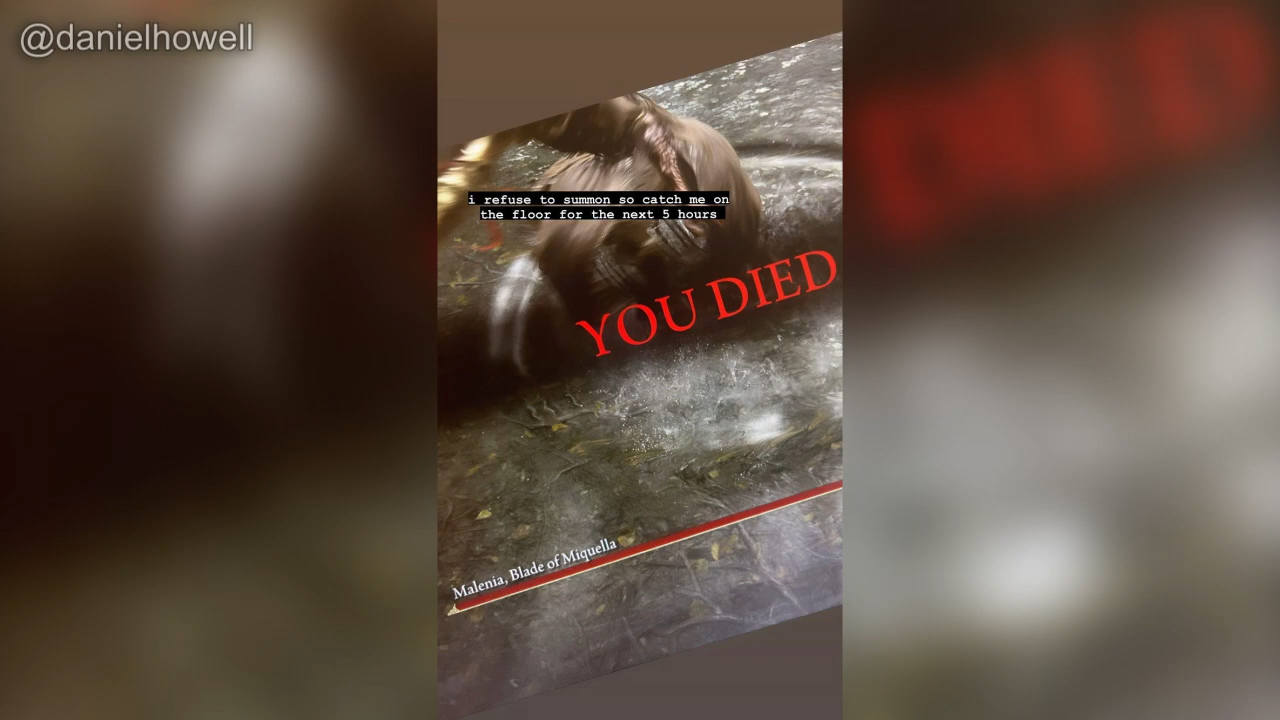 @danielhowell
i refuse to summon so catch me on
the floor for the next 5 hours
YOU DIED
Malenia, Blade of Miquella